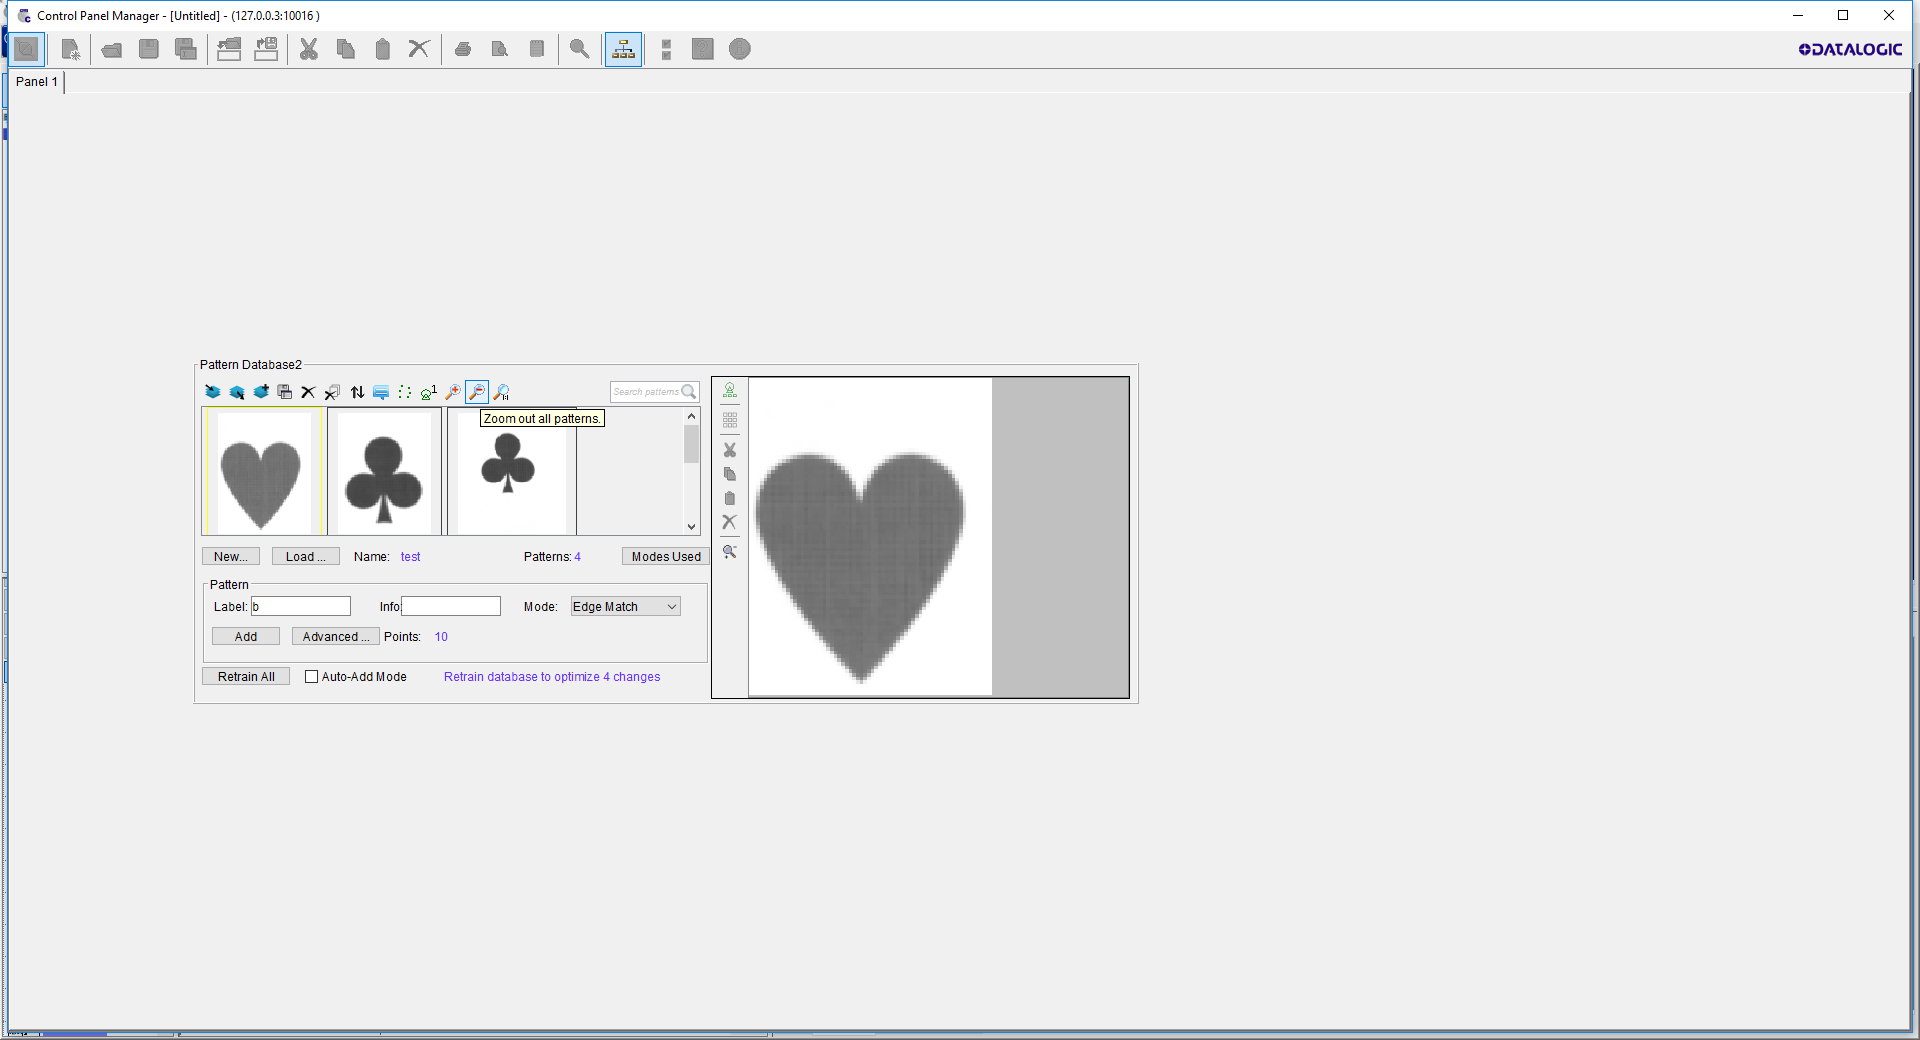 Control Panel Manager - [Untitled] - (127.0.0.3:10016 )
DATALOGIC
Panel 1
Pattern Database2
1
Search patterns
Zoom out all patterns.
New...
Load ...
Name: test
Patterns: 4
Modes Used
Pattern
Label: b
Info:
Mode: Edge Match
Add
Advanced ...
Points: 10
Retrain All
Auto-Add Mode
Retrain database to optimize 4 changes